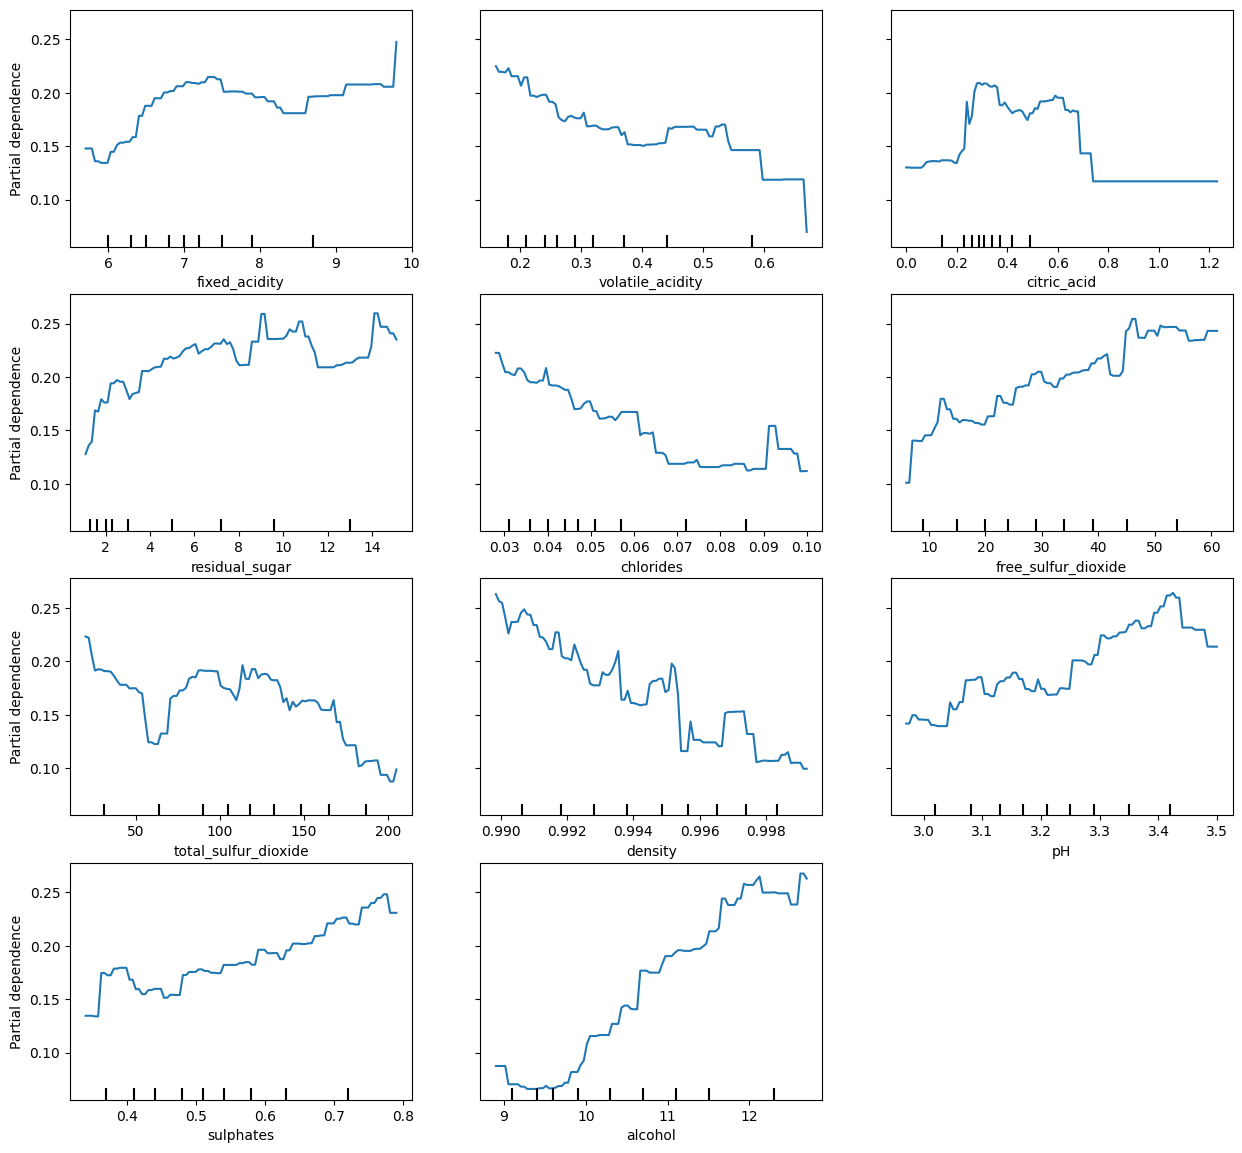 Partial dependence
0.25
0.20
0.15
0.10
6 7 8 9 10
fixed_acidity
0.2 0.3 0.4 0.5 0.6
volatile_acidity
0.0 0.2 0.4 0.6 0.8 1.0 1.2
citric_acid
Partial dependence
0.25
0.20
0.15
0.10
2 4 6 8 10 12 14
residual_sugar
0.03 0.04 0.05 0.06 0.07 0.08 0.09 0.10
chlorides
10 20 30 40 50 60
free_sulfur_dioxide
Partial dependence
0.25
0.20
0.15
0.10
50 100 150 200
total_sulfur_dioxide
0.990 0.992 0.994 0.996 0.998
density
3.0 3.1 3.2 3.3 3.4 3.5
pH
Partial dependence
0.25
0.20
0.15
0.10
0.4 0.5 0.6 0.7 0.8
sulphates
9 10 11 12
alcohol